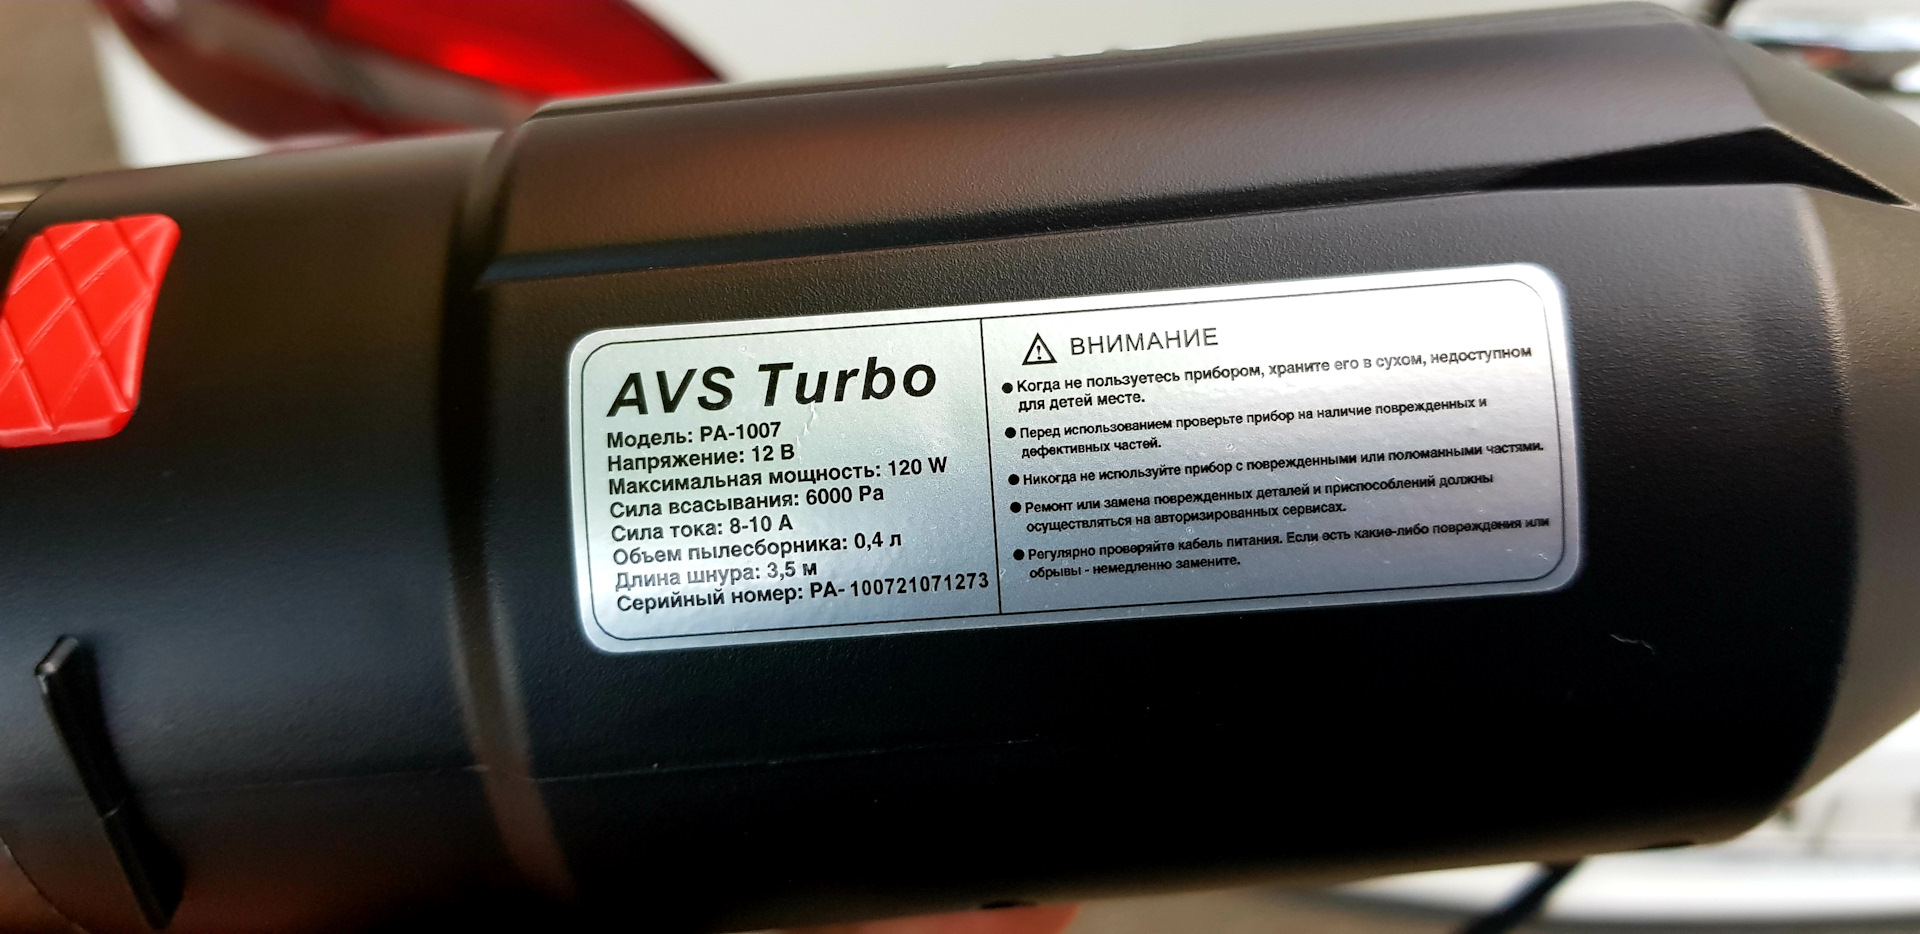 AVS Turbo
Модель: PA-1007
Напряжение: 12 В
Максимальная мощность: 120 W
Сила всасывания: 6000 Pa
Сила тока: 8-10 А
Объем пылесборника: 0,4 л
Длина шнура: 3,5 м
Серийный номер: PA- 100721071273
ВНИМАНИЕ
● Когда не пользуетесь прибором, храните его в сухом, недоступном
для детей месте.
● Перед использованием проверьте прибор на наличие поврежденных и
дефективных частей.
● Никогда не используйте прибор с поврежденными или поломанными частями.
● Ремонт или замена поврежденных деталей и приспособлений должны
осуществляться на авторизированных сервисах.
● Регулярно проверяйте кабель питания. Если есть какие-либо повреждения или
обрывы - немедленно замените.